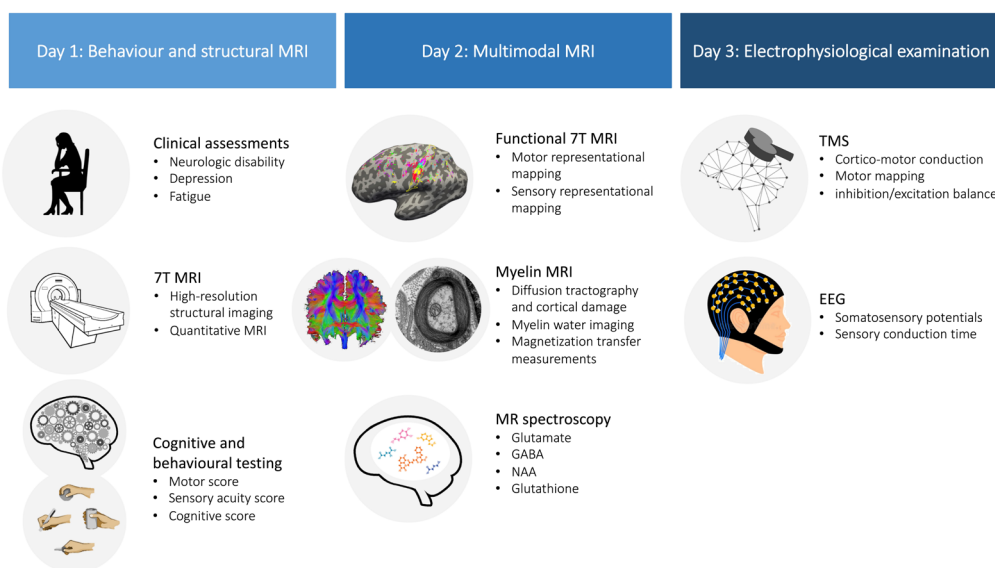 Day 1: Behaviour and structural MRI
Day 2: Multimodal MRI
Day 3: Electrophysiological examination
Clinical assessments
• Neurologic disability
• Depression
• Fatigue
7T MRI
• High-resolution
structural imaging
• Quantitative MRI
Cognitive and
behavioural testing
• Motor score
• Sensory acuity score
• Cognitive score
Functional 7T MRI
• Motor representational
mapping
• Sensory representational
mapping
Myelin MRI
• Diffusion tractography
and cortical damage
• Myelin water imaging
• Magnetization transfer
measurements
MR spectroscopy
• Glutamate
• GABA
• NAA
• Glutathione
TMS
• Cortico-motor conduction
• Motor mapping
• inhibition/excitation balance
EEG
• Somatosensory potentials
• Sensory conduction time